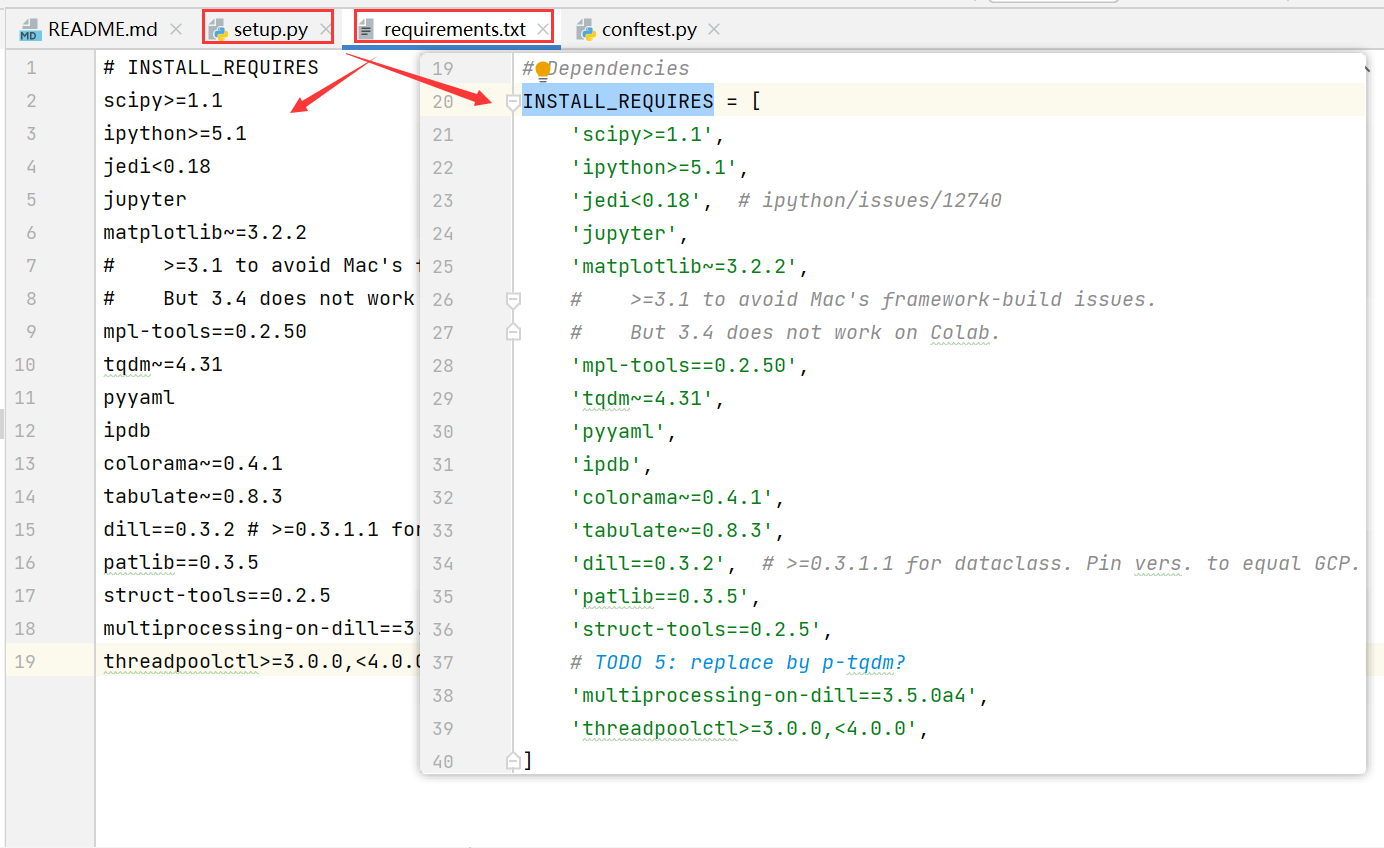 README.md
setup.py
requirements.txt
conftest.py
MD
1 # INSTALL_REQUIRES
2 scipy>=1.1
3 ipython>=5.1
4 jedi<0.18
5 jupyter
6 matplotlib~=3.2.2
7 #    >=3.1 to avoid Mac's
8 #    But 3.4 does not work
9 mpl-tools==0.2.50
10 tqdm~=4.31
11 pyyaml
12 ipdb
13 colorama~=0.4.1
14 tabulate~=0.8.3
15 dill==0.3.2 # >=0.3.1.1 for
16 patlib==0.3.5
17 struct-tools==0.2.5
18 multiprocessing-on-dill==3.
19 threadpoolctl>=3.0.0,<4.0.0
19 # Dependencies
20 INSTALL_REQUIRES = [
21     'scipy>=1.1',
22     'ipython>=5.1',
23     'jedi<0.18',  # ipython/issues/12740
24     'jupyter',
25     'matplotlib~=3.2.2',
26     #    >=3.1 to avoid Mac's framework-build issues.
27     #    But 3.4 does not work on Colab.
28     'mpl-tools==0.2.50',
29     'tqdm~=4.31',
30     'pyyaml',
31     'ipdb',
32     'colorama~=0.4.1',
33     'tabulate~=0.8.3',
34     'dill==0.3.2',  # >=0.3.1.1 for dataclass. Pin vers. to equal GCP.
35     'patlib==0.3.5',
36     'struct-tools==0.2.5',
37     # TODO 5: replace by p-tqdm?
38     'multiprocessing-on-dill==3.5.0a4',
39     'threadpoolctl>=3.0.0,<4.0.0',
40 ]